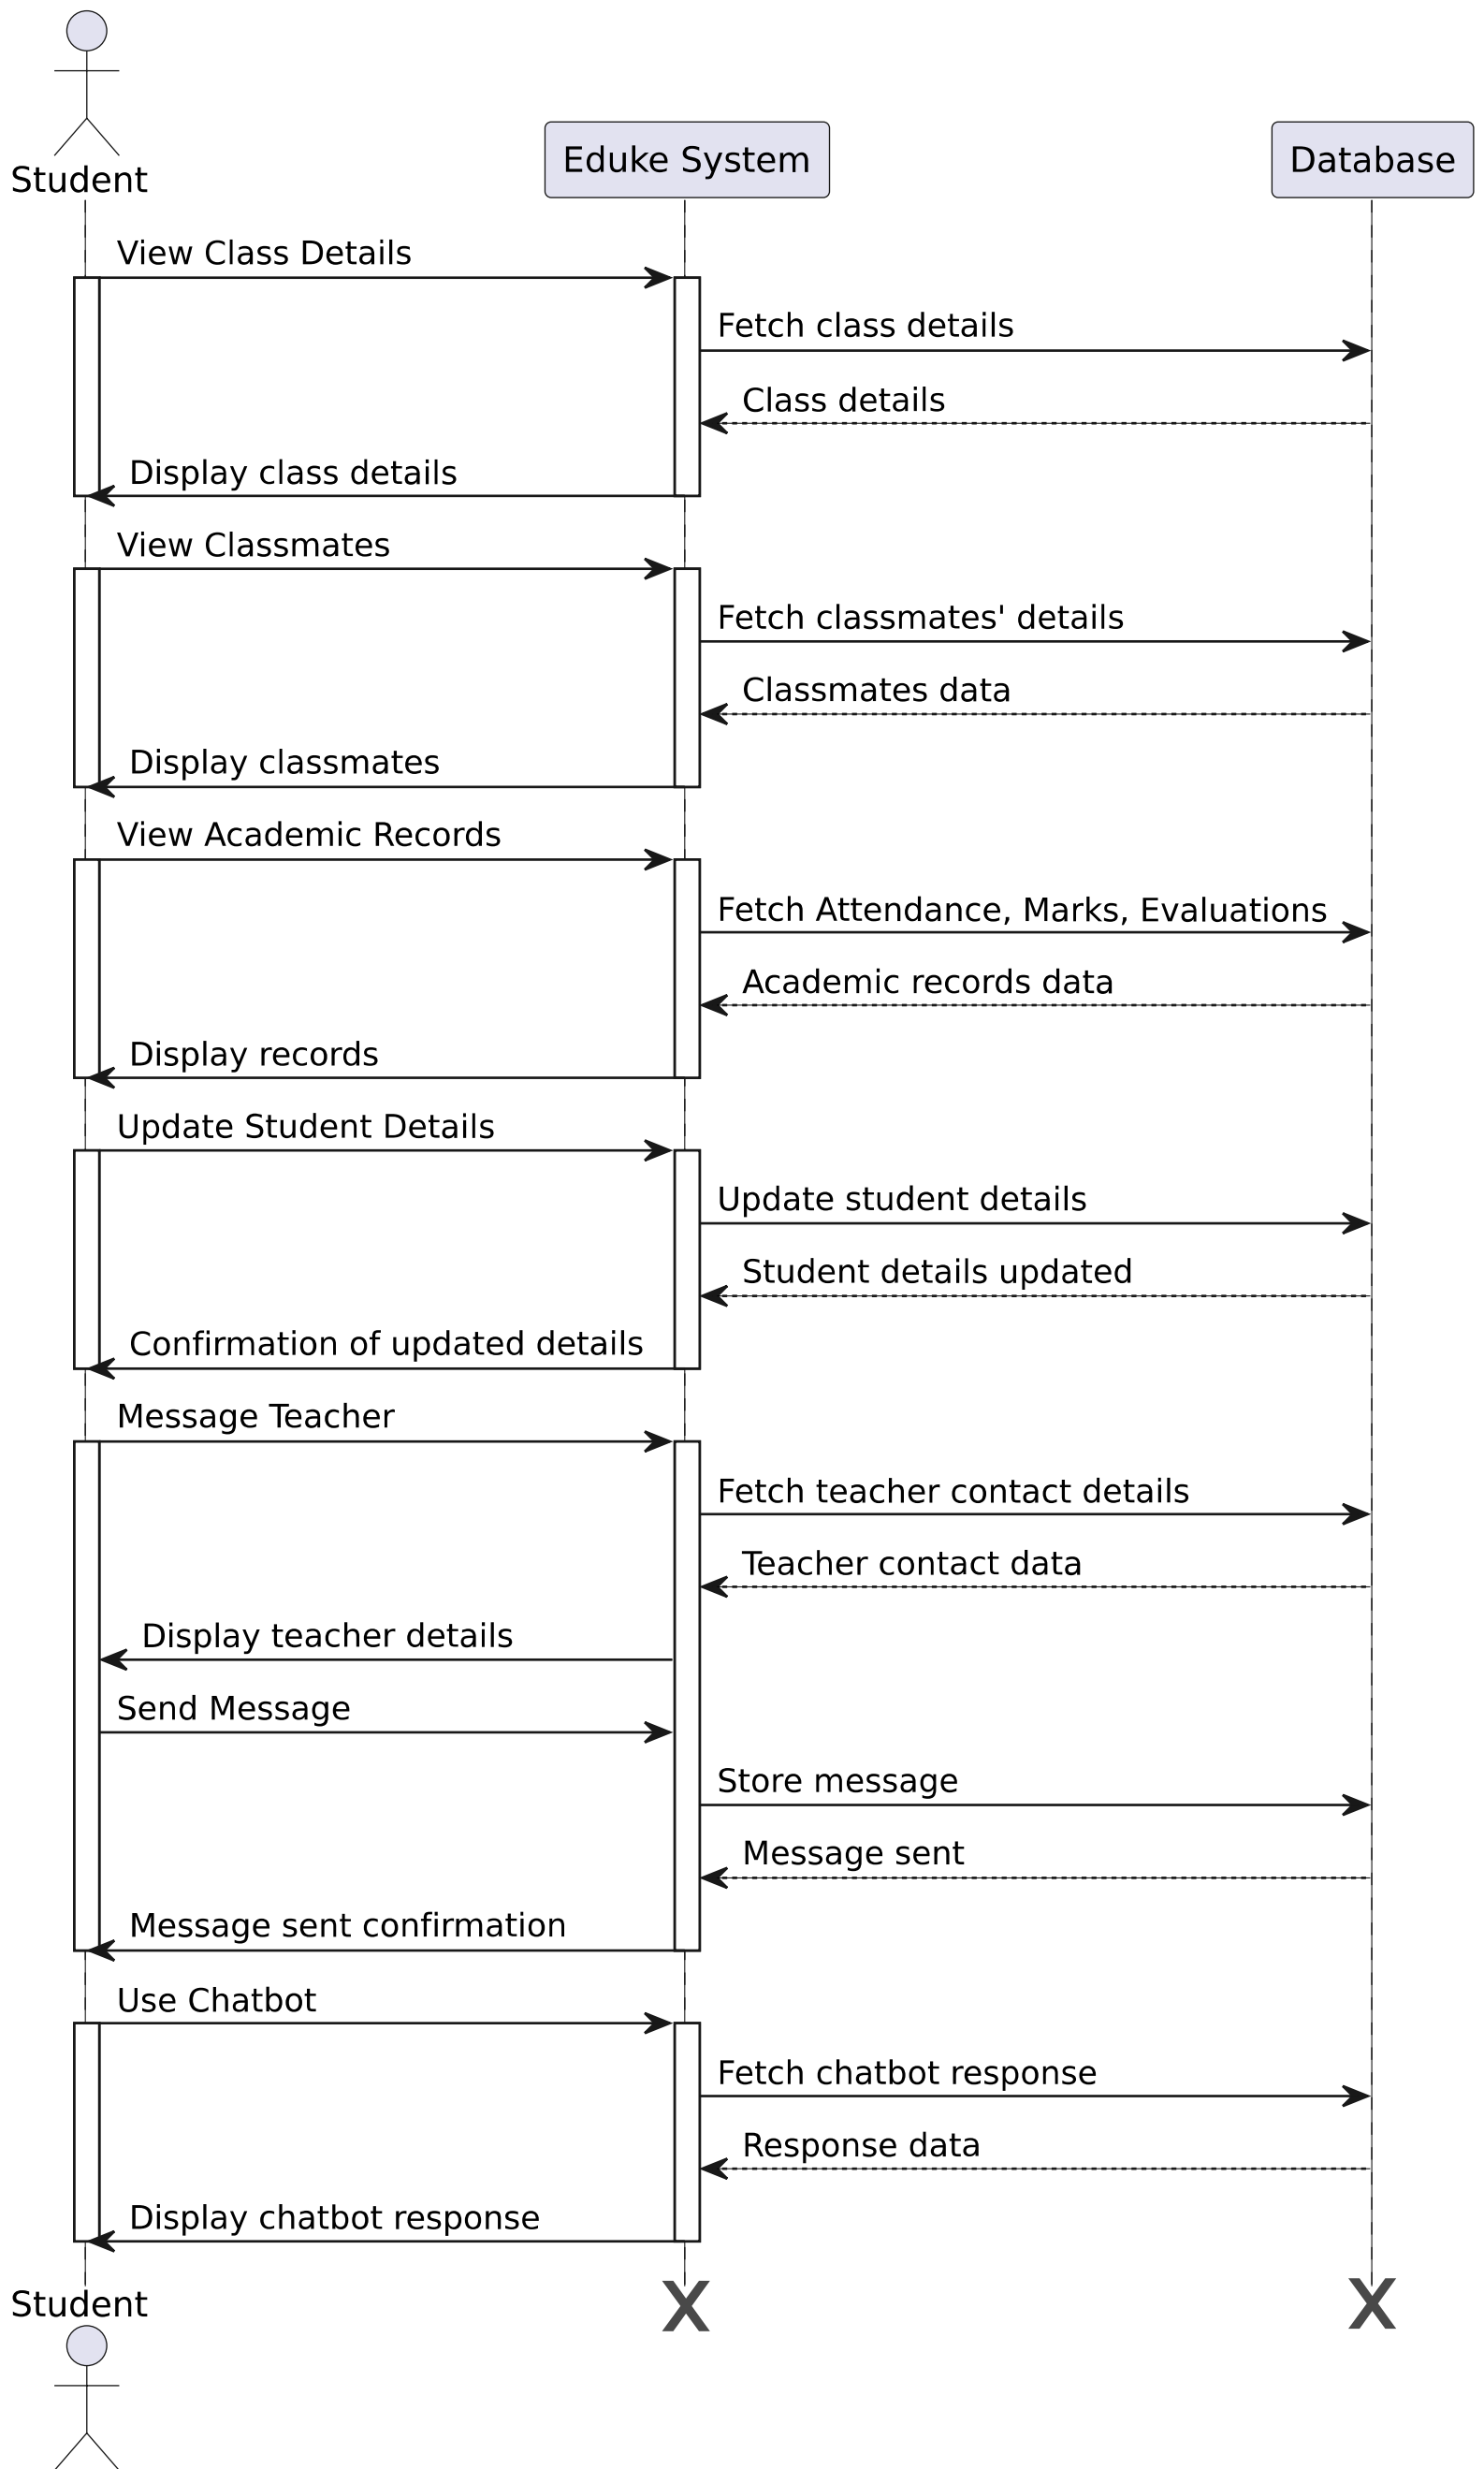 Student
Eduke System
Database
View Class Details
Fetch class details
Class details
Display class details
View Classmates
Fetch classmates' details
Classmates data
Display classmates
View Academic Records
Fetch Attendance, Marks, Evaluations
Academic records data
Display records
Update Student Details
Update student details
Student details updated
Confirmation of updated details
Message Teacher
Fetch teacher contact details
Teacher contact data
Display teacher details
Send Message
Store message
Message sent
Message sent confirmation
Use Chatbot
Fetch chatbot response
Response data
Display chatbot response
Student